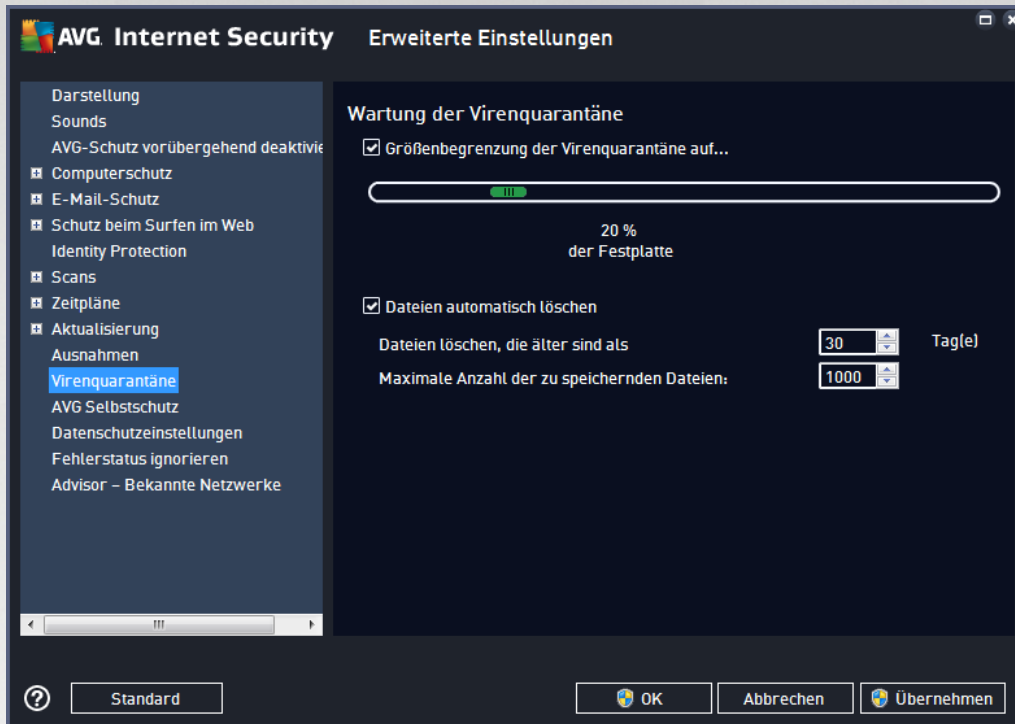 AVG. Internet Security Erweiterte Einstellungen
Darstellung
Sounds
AVG-Schutz vorübergehend deaktivie
Computerschutz
E-Mail-Schutz
Schutz beim Surfen im Web
Identity Protection
Scans
Zeitpläne
Aktualisierung
Ausnahmen
Virenquarantäne
AVG Selbstschutz
Datenschutzeinstellungen
Fehlerstatus ignorieren
Advisor – Bekannte Netzwerke
Wartung der Virenquarantäne
Größenbegrenzung der Virenquarantäne auf...
20 %
der Festplatte
Dateien automatisch löschen
Dateien löschen, die älter sind als 30 Tag(e)
Maximale Anzahl der zu speichernden Dateien: 1000
? Standard OK Abbrechen Übernehmen